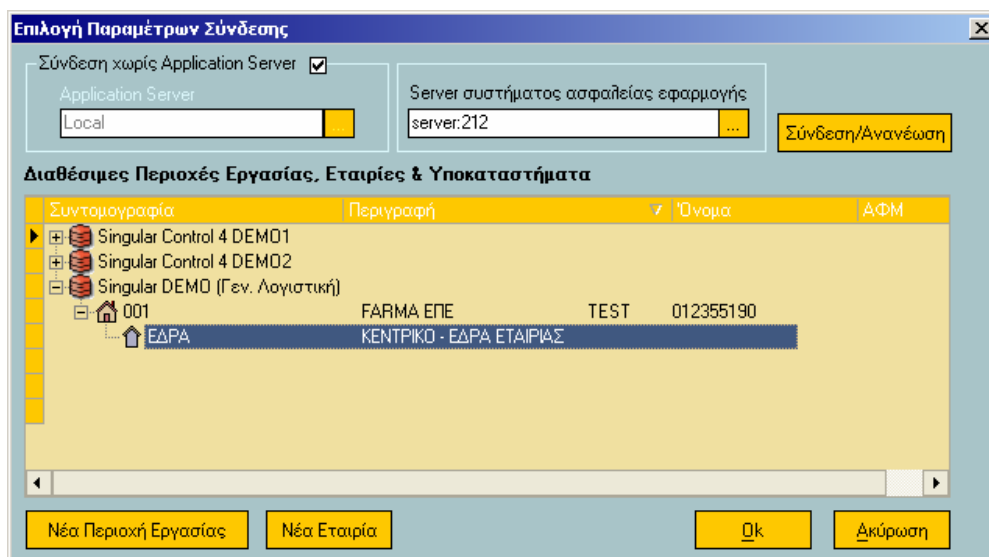 Επιλογή Παραμέτρων Σύνδεσης
Σύνδεση χωρίς Application Server
Application Server
Local
...
Server συστήματος ασφαλείας εφαρμογής
server:212
...
Σύνδεση/Ανανέωση
Διαθέσιμες Περιοχές Εργασίας, Εταιρίες & Υποκαταστήματα
Συντομογραφία Περιγραφή Όνομα ΑΦΜ
Singular Control 4 DEMO1
Singular Control 4 DEMO2
Singular DEMO (Γεν. Λογιστική)
001 FARMA ΕΠΕ TEST 012355190
ΕΔΡΑ ΚΕΝΤΡΙΚΟ - ΕΔΡΑ ΕΤΑΙΡΙΑΣ
Νέα Περιοχή Εργασίας Νέα Εταιρία Ok Ακύρωση